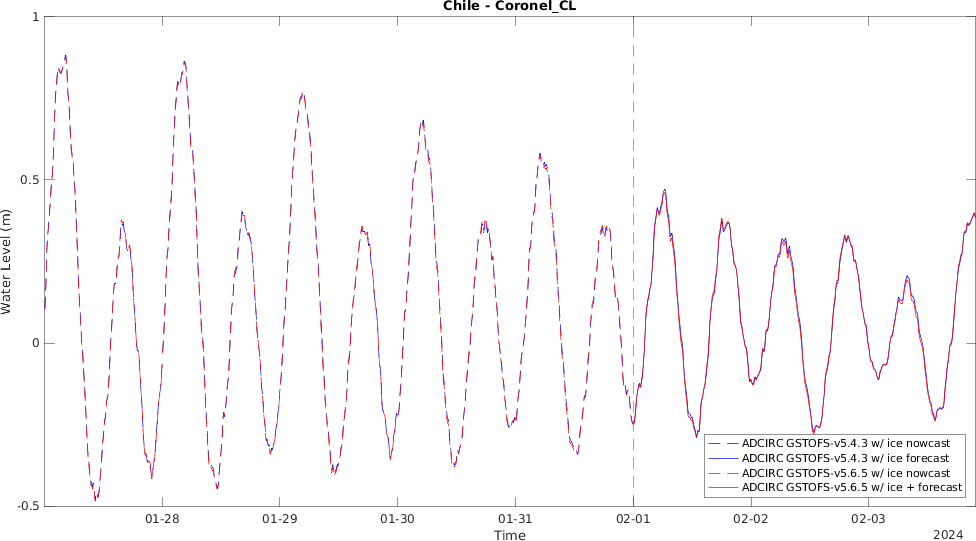 Chile - Coronel_CL
1
0.5
0
-0.5
Water Level (m)
ADCIRC GSTOFS-v5.4.3 w/ ice nowcast
ADCIRC GSTOFS-v5.4.3 w/ ice forecast
ADCIRC GSTOFS-v5.6.5 w/ ice nowcast
ADCIRC GSTOFS-v5.6.5 w/ ice + forecast
01-28 01-29 01-30 01-31 02-01 02-02 02-03
Time
2024